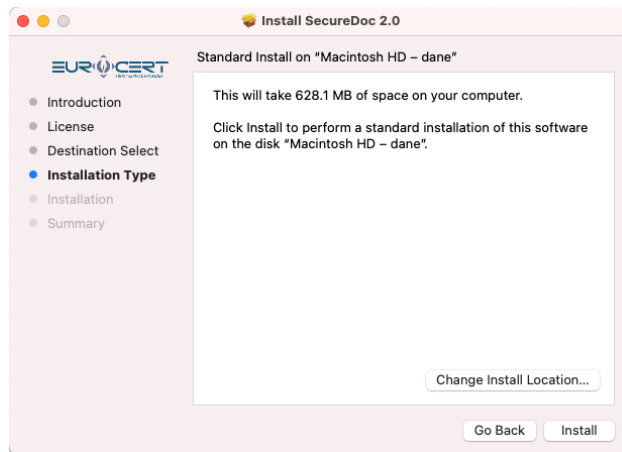 Install SecureDoc 2.0
EUROCERT
Standard Install on “Macintosh HD – dane”
Introduction
License
Destination Select
Installation Type
Installation
Summary
This will take 628.1 MB of space on your computer.
Click Install to perform a standard installation of this software
on the disk “Macintosh HD – dane”.
Change Install Location...
Go Back
Install